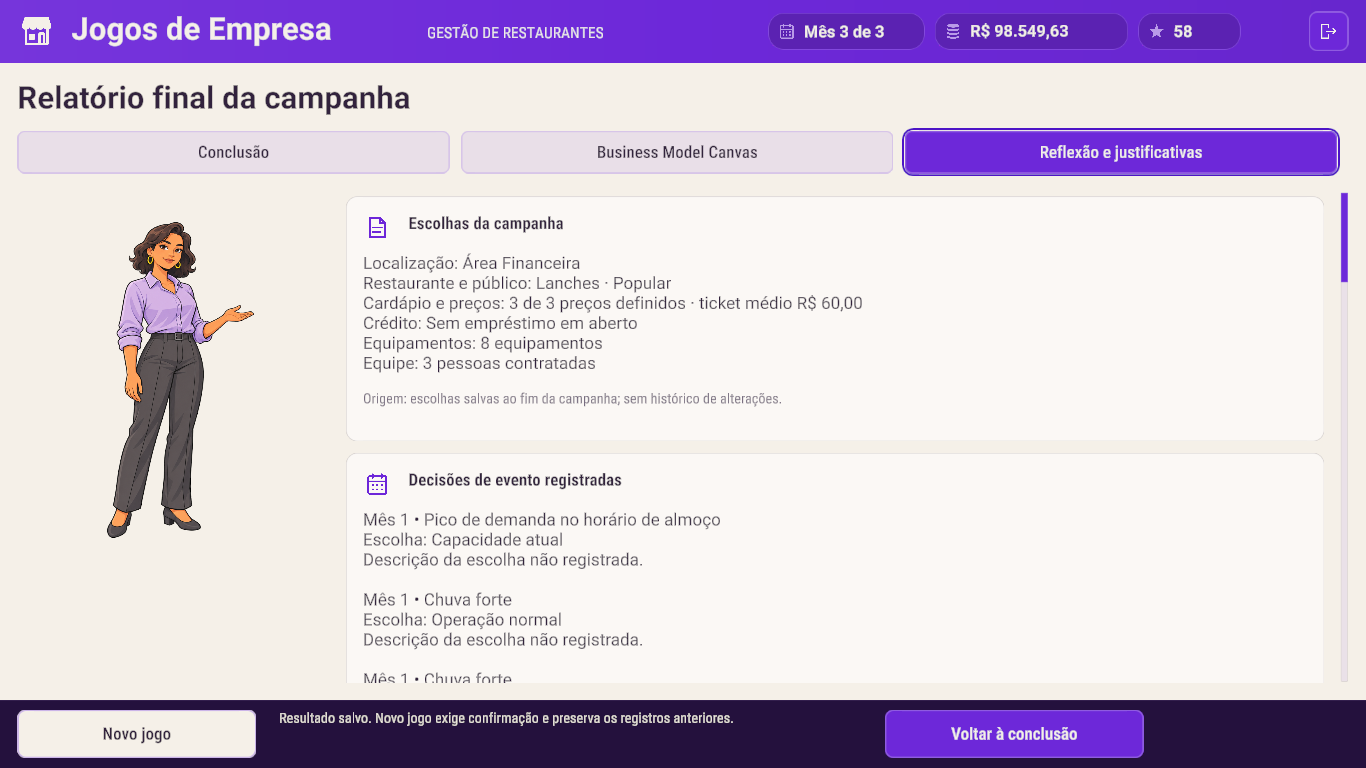 Jogos de Empresa
GESTÃO DE RESTAURANTES
Mês 3 de 3
R$ 98.549,63
58
Relatório final da campanha
Conclusão
Business Model Canvas
Reflexão e justificativas
Escolhas da campanha
Localização: Área Financeira
Restaurante e público: Lanches · Popular
Cardápio e preços: 3 de 3 preços definidos · ticket médio R$ 60,00
Crédito: Sem empréstimo em aberto
Equipamentos: 8 equipamentos
Equipe: 3 pessoas contratadas
Origem: escolhas salvas ao fim da campanha; sem histórico de alterações.
Decisões de evento registradas
Mês 1 • Pico de demanda no horário de almoço
Escolha: Capacidade atual
Descrição da escolha não registrada.
Mês 1 • Chuva forte
Escolha: Operação normal
Descrição da escolha não registrada.
Mês 1 • Chuva forte
Novo jogo
Resultado salvo. Novo jogo exige confirmação e preserva os registros anteriores.
Voltar à conclusão